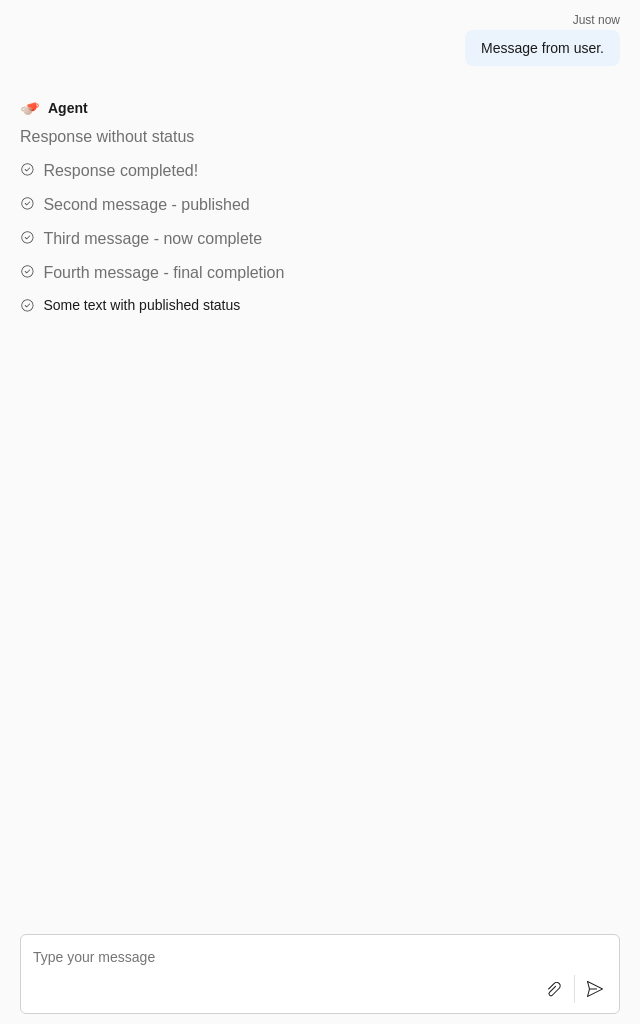 Just now
Message from user.
Agent
Response without status
Response completed!
Second message - published
Third message - now complete
Fourth message - final completion
Some text with published status
Type your message